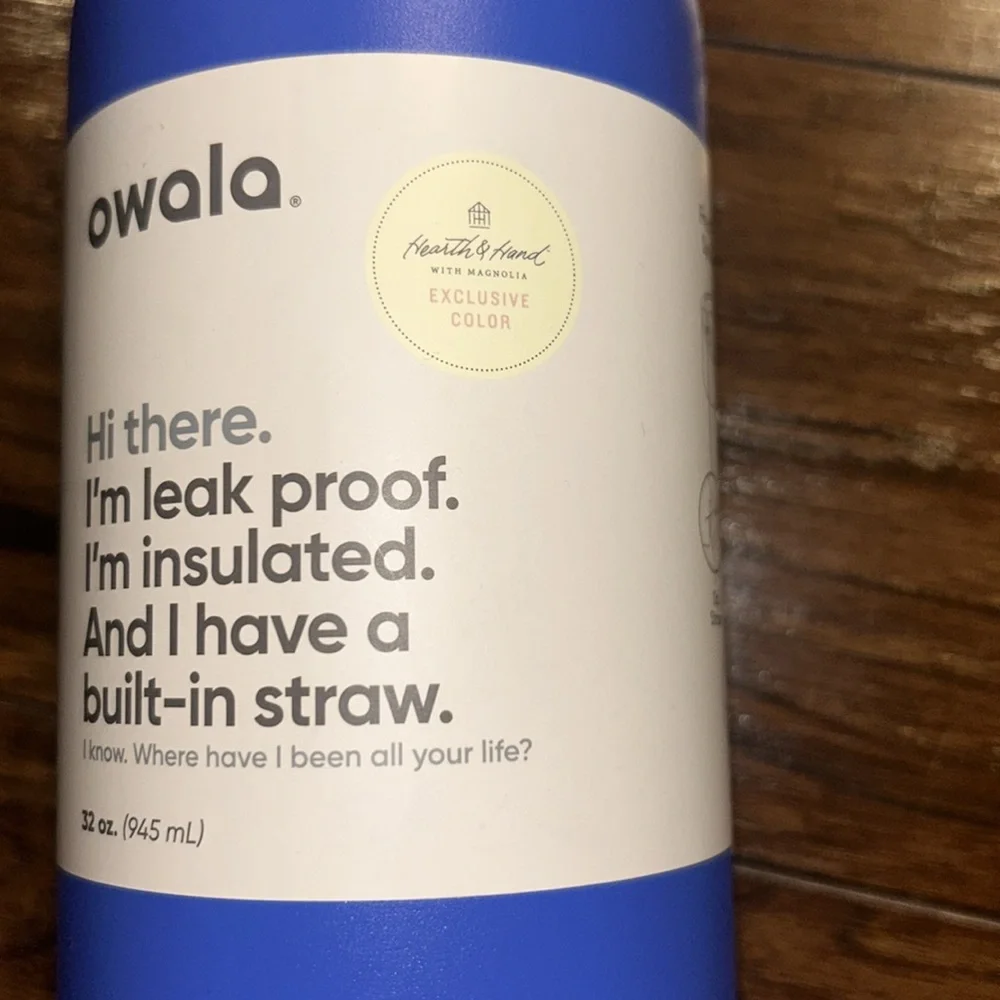 owala®
Hearth & Hand
WITH MAGNOLIA
EXCLUSIVE
COLOR
Hi there.
I'm leak proof.
I'm insulated.
And I have a
built-in straw.
I know. Where have I been all your life?
32 oz. (945 mL)